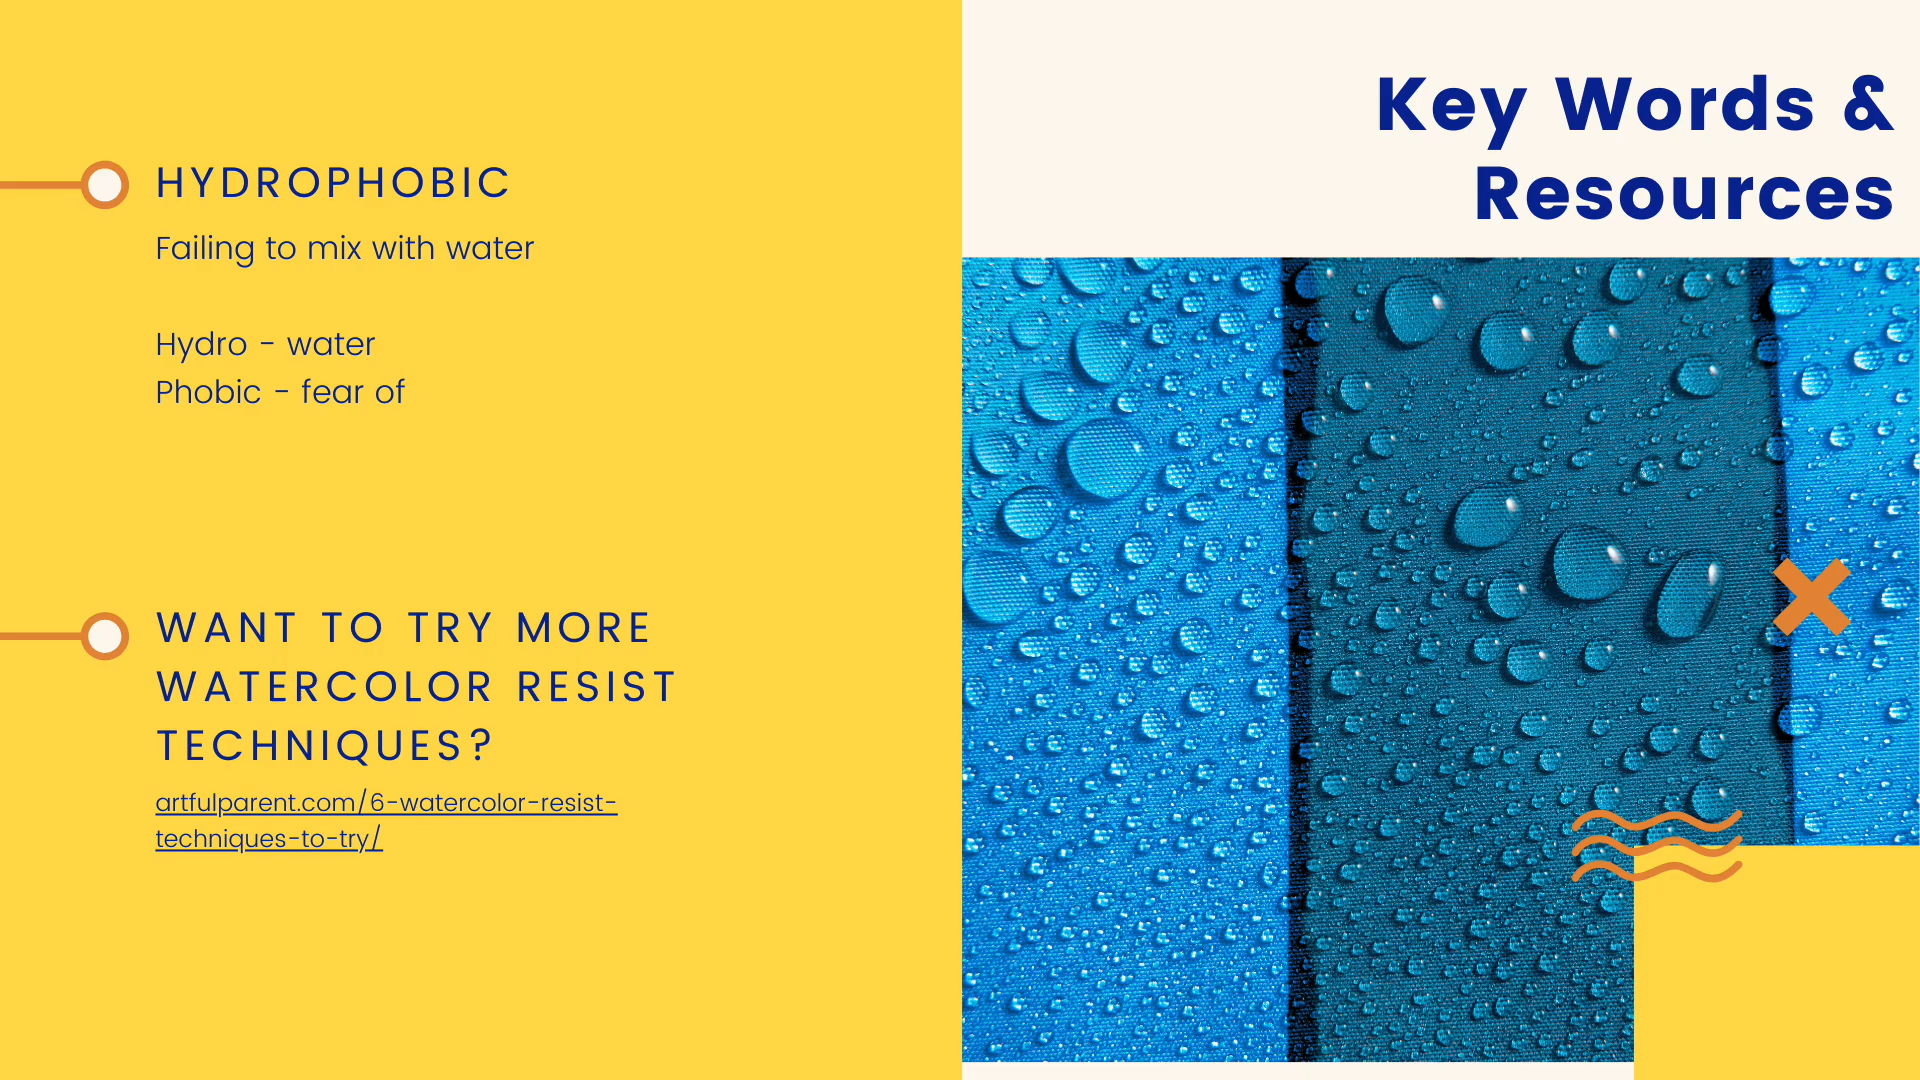 Key Words &
Resources
HYDROPHOBIC
Failing to mix with water
Hydro - water
Phobic - fear of
WANT TO TRY MORE
WATERCOLOR RESIST
TECHNIQUES?
artfulparent.com/6-watercolor-resist-
techniques-to-try/